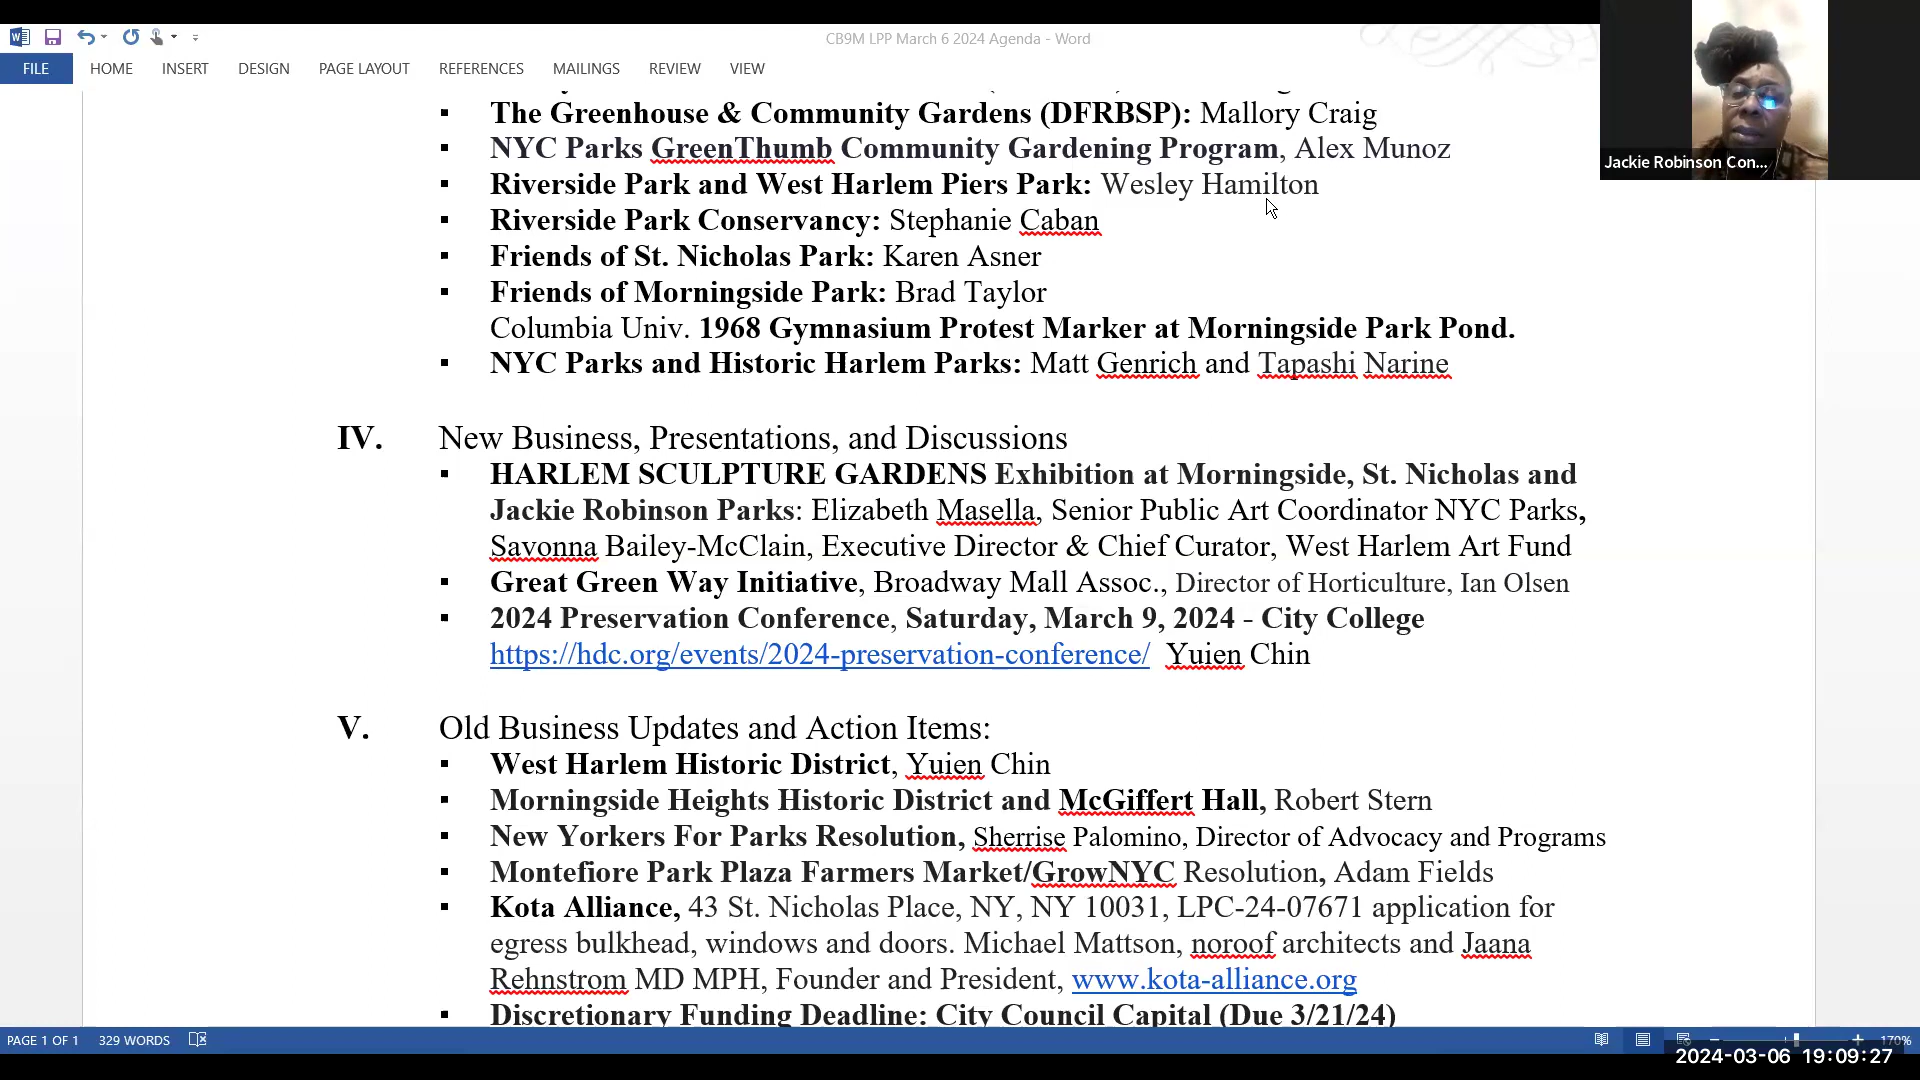 CB9M LPP March 6 2024 Agenda - Word
FILE HOME INSERT DESIGN PAGE LAYOUT REFERENCES MAILINGS REVIEW VIEW
Jackie Robinson Con...
▪ The Greenhouse & Community Gardens (DFRBSP): Mallory Craig
▪ NYC Parks GreenThumb Community Gardening Program, Alex Munoz
▪ Riverside Park and West Harlem Piers Park: Wesley Hamilton
▪ Riverside Park Conservancy: Stephanie Caban
▪ Friends of St. Nicholas Park: Karen Asner
▪ Friends of Morningside Park: Brad Taylor
Columbia Univ. 1968 Gymnasium Protest Marker at Morningside Park Pond.
▪ NYC Parks and Historic Harlem Parks: Matt Genrich and Tapashi Narine
IV. New Business, Presentations, and Discussions
▪ HARLEM SCULPTURE GARDENS Exhibition at Morningside, St. Nicholas and
Jackie Robinson Parks: Elizabeth Masella, Senior Public Art Coordinator NYC Parks,
Savonna Bailey-McClain, Executive Director & Chief Curator, West Harlem Art Fund
▪ Great Green Way Initiative, Broadway Mall Assoc., Director of Horticulture, Ian Olsen
▪ 2024 Preservation Conference, Saturday, March 9, 2024 - City College
https://hdc.org/events/2024-preservation-conference/ Yuien Chin
V. Old Business Updates and Action Items:
▪ West Harlem Historic District, Yuien Chin
▪ Morningside Heights Historic District and McGiffert Hall, Robert Stern
▪ New Yorkers For Parks Resolution, Sherrise Palomino, Director of Advocacy and Programs
▪ Montefiore Park Plaza Farmers Market/GrowNYC Resolution, Adam Fields
▪ Kota Alliance, 43 St. Nicholas Place, NY, NY 10031, LPC-24-07671 application for
egress bulkhead, windows and doors. Michael Mattson, noroof architects and Jaana
Rehnstrom MD MPH, Founder and President, www.kota-alliance.org
▪ Discretionary Funding Deadline: City Council Capital (Due 3/21/24)
PAGE 1 OF 1 329 WORDS 170%
2024-03-06 19:09:27